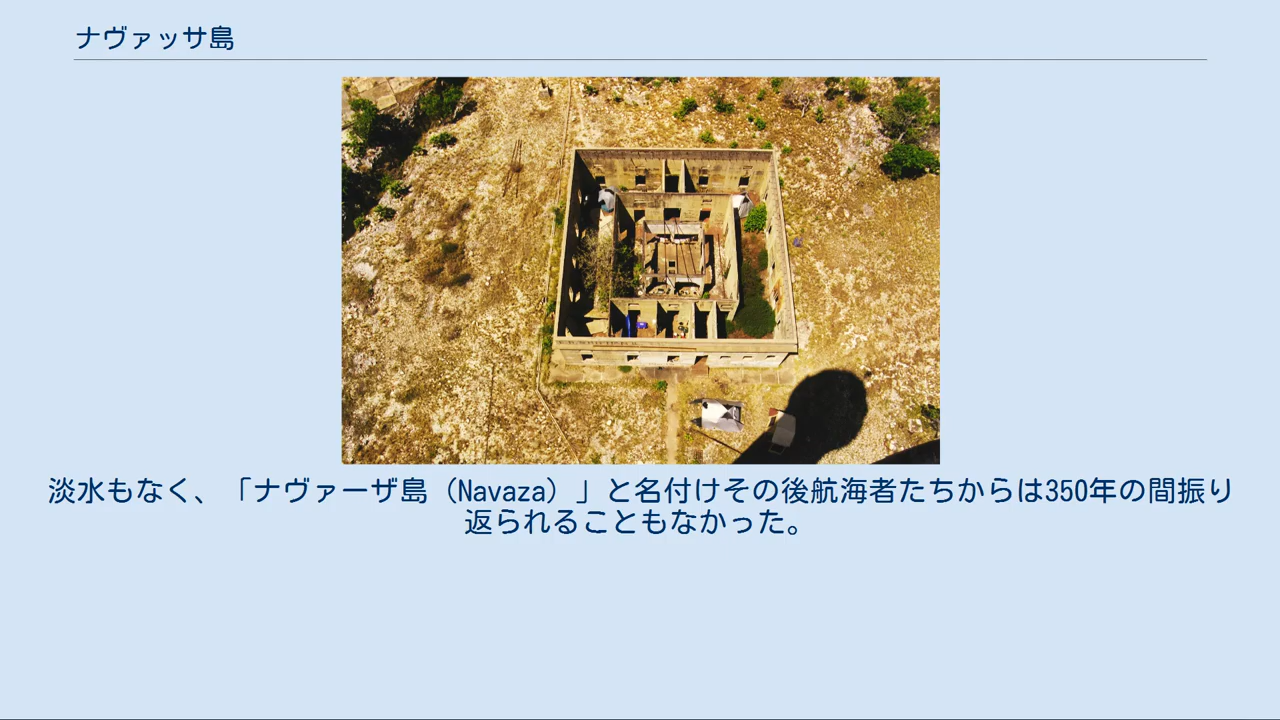 ナヴァッサ島
淡水もなく、「ナヴァーザ島（Navaza）」と名付けその後航海者たちからは350年の間振り
返られることもなかった。